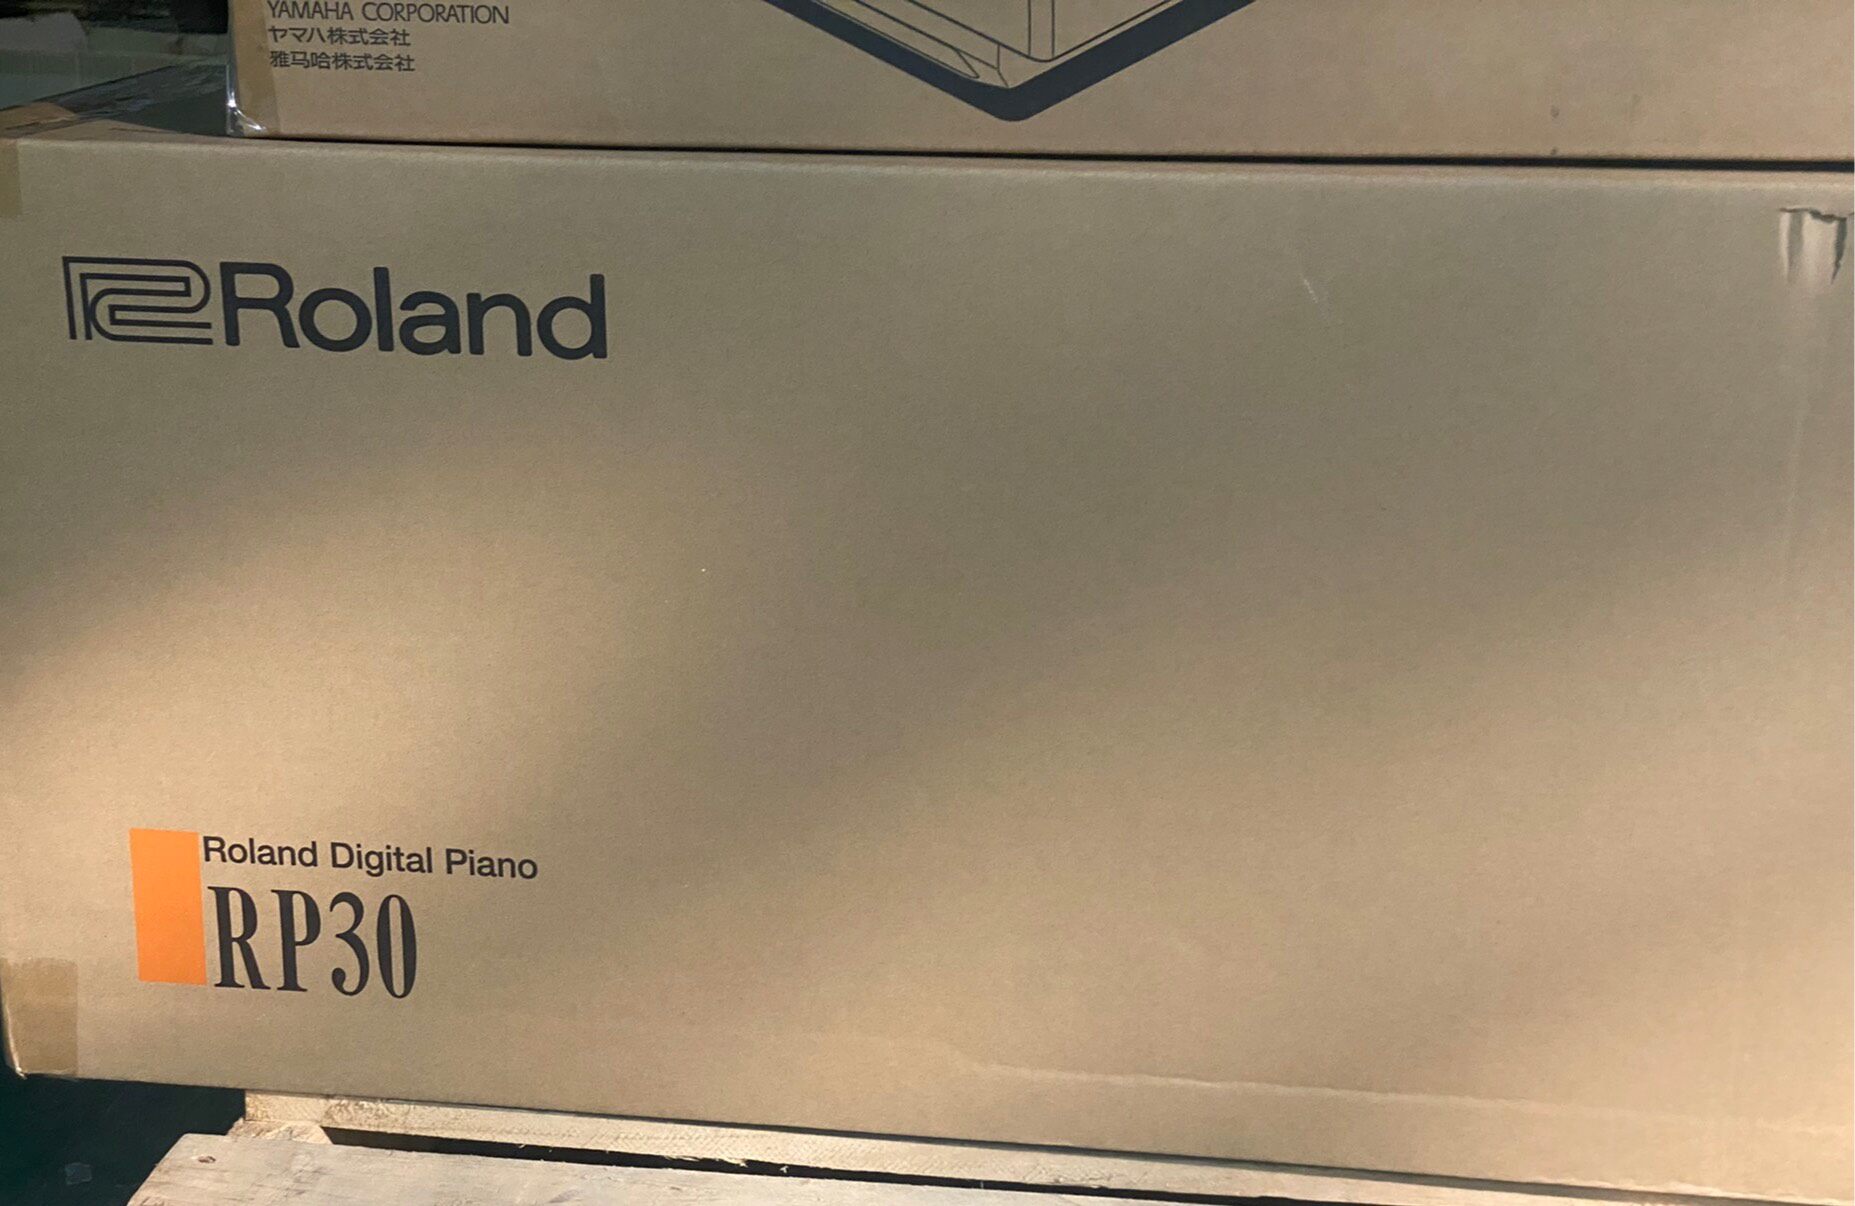 YAMAHA CORPORATION
ヤマハ株式会社
雅马哈株式会社
Roland
Roland Digital Piano
RP30